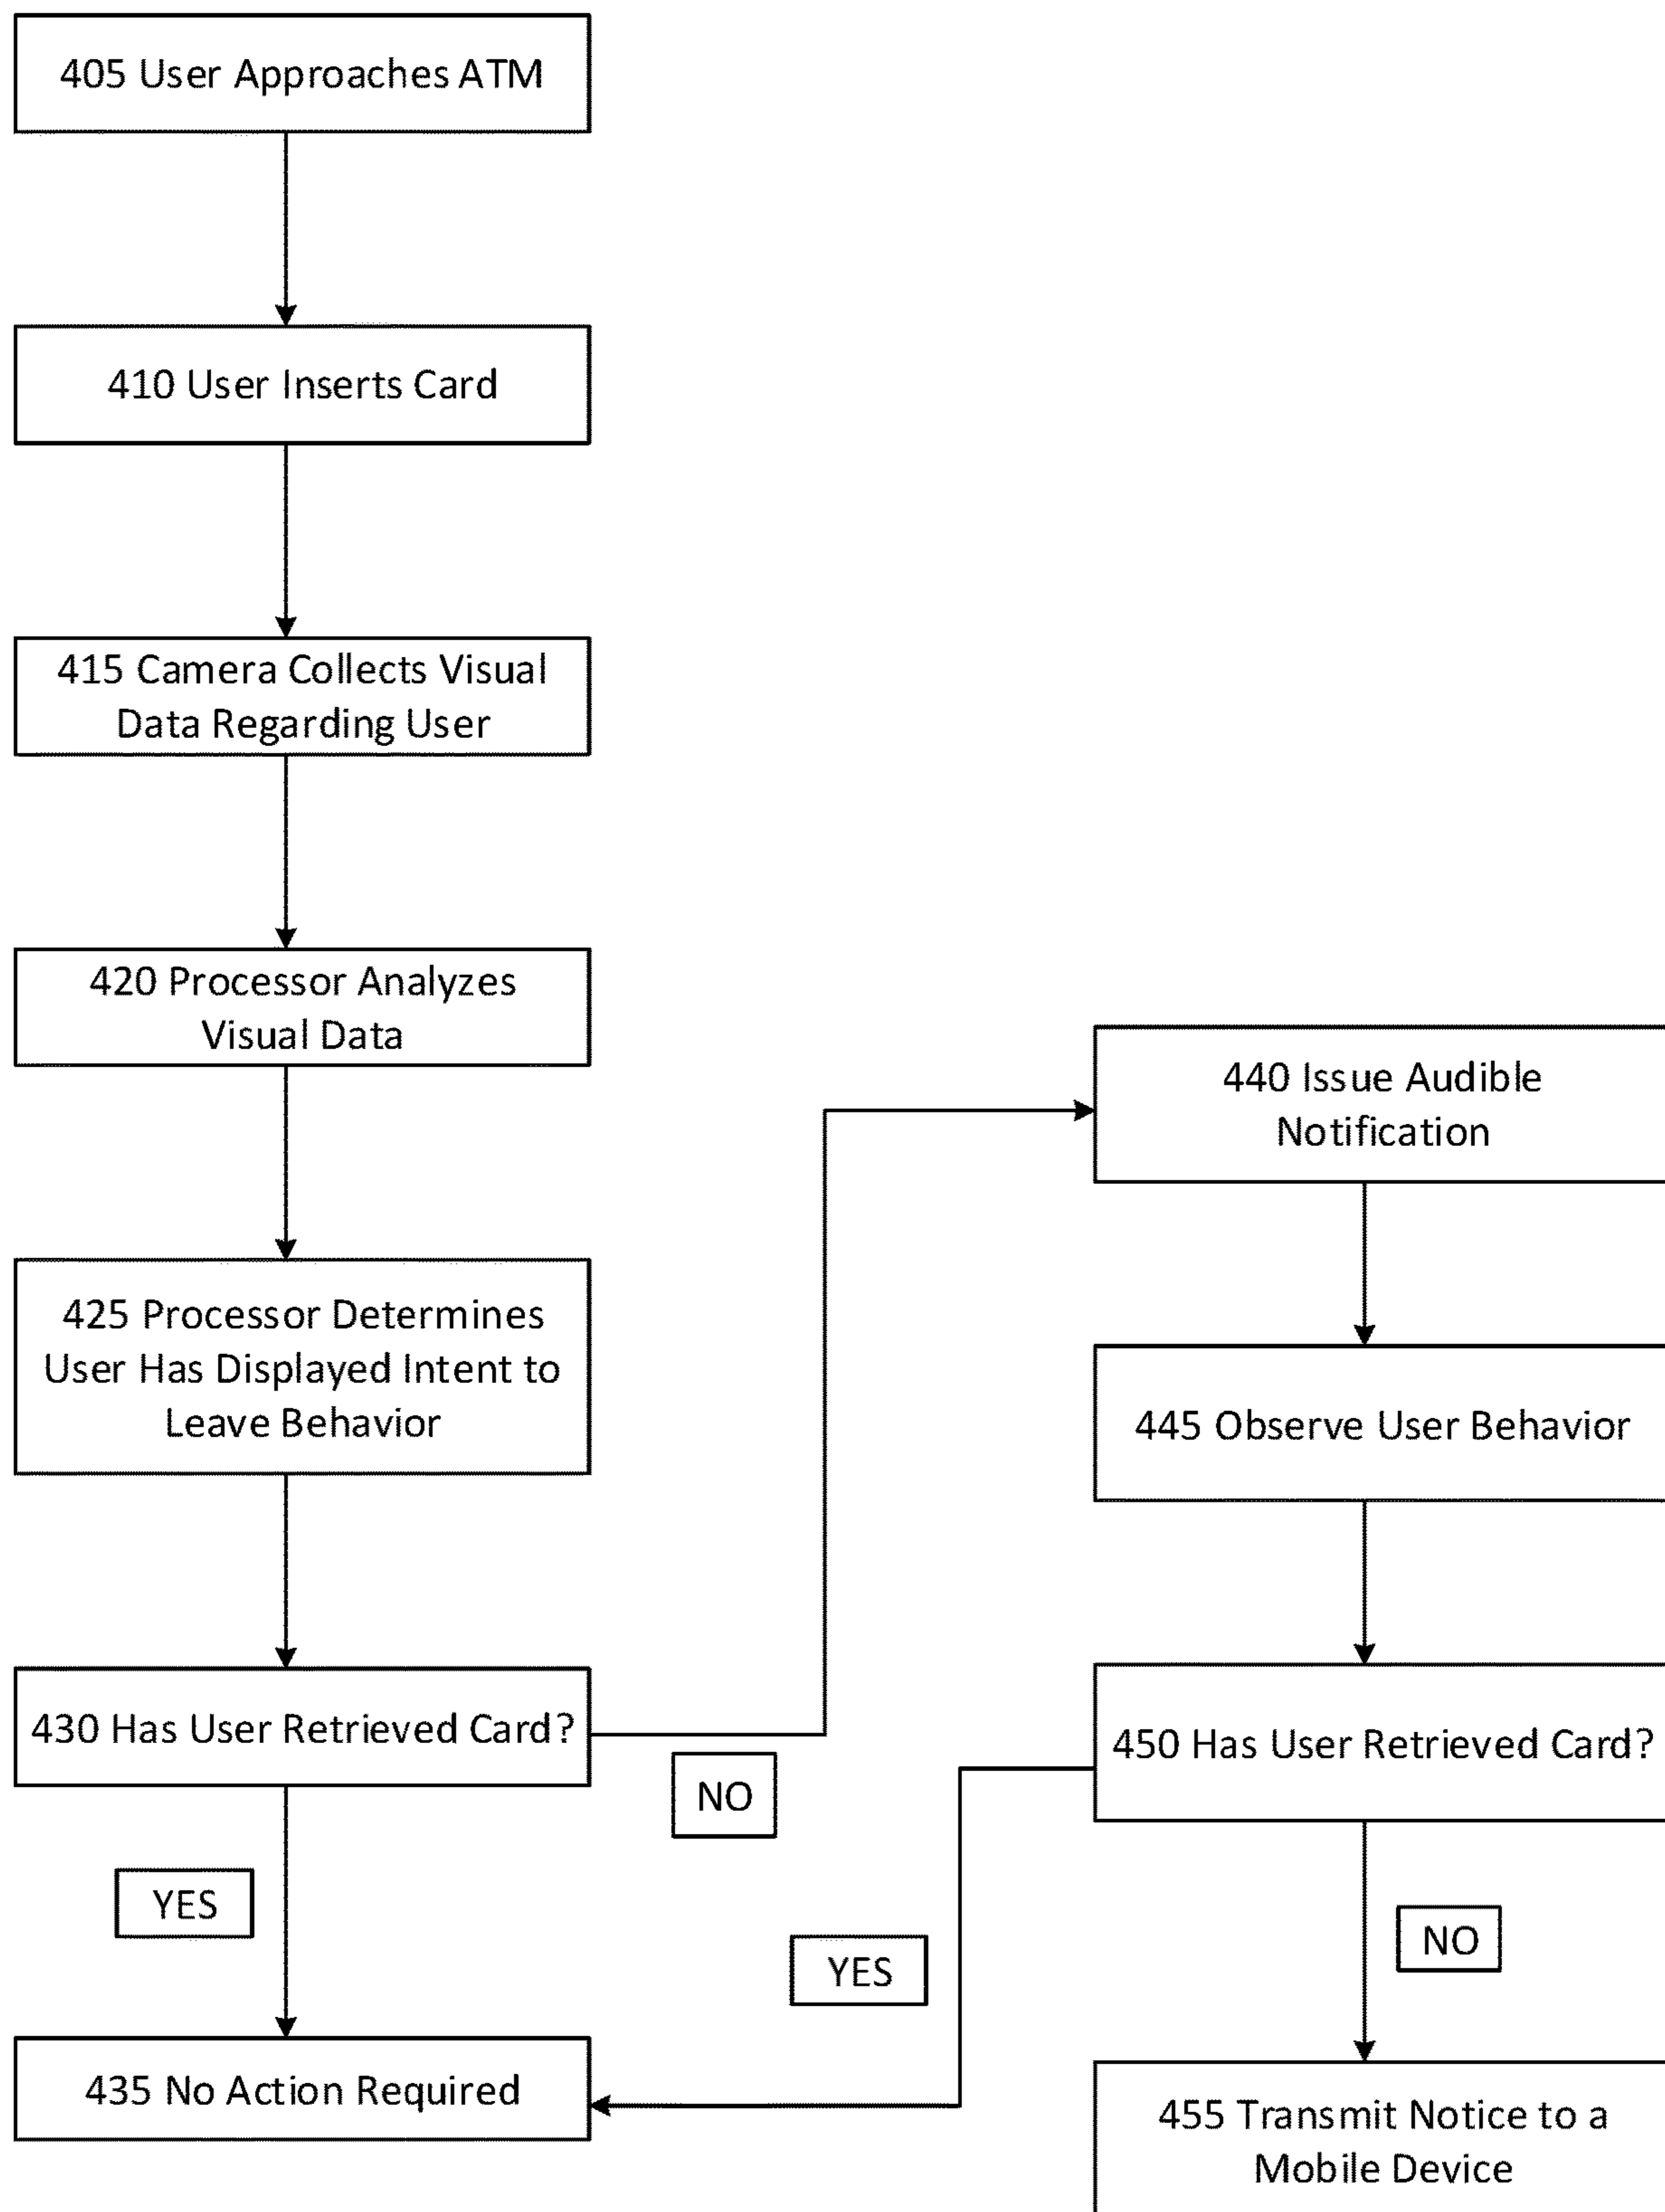 405 User Approaches ATM
410 User Inserts Card
415 Camera Collects Visual
Data Regarding User
420 Processor Analyzes
Visual Data
425 Processor Determines
User Has Displayed Intent to
Leave Behavior
430 Has User Retrieved Card?
NO
YES
435 No Action Required
440 Issue Audible
Notification
445 Observe User Behavior
450 Has User Retrieved Card?
YES
NO
455 Transmit Notice to a
Mobile Device